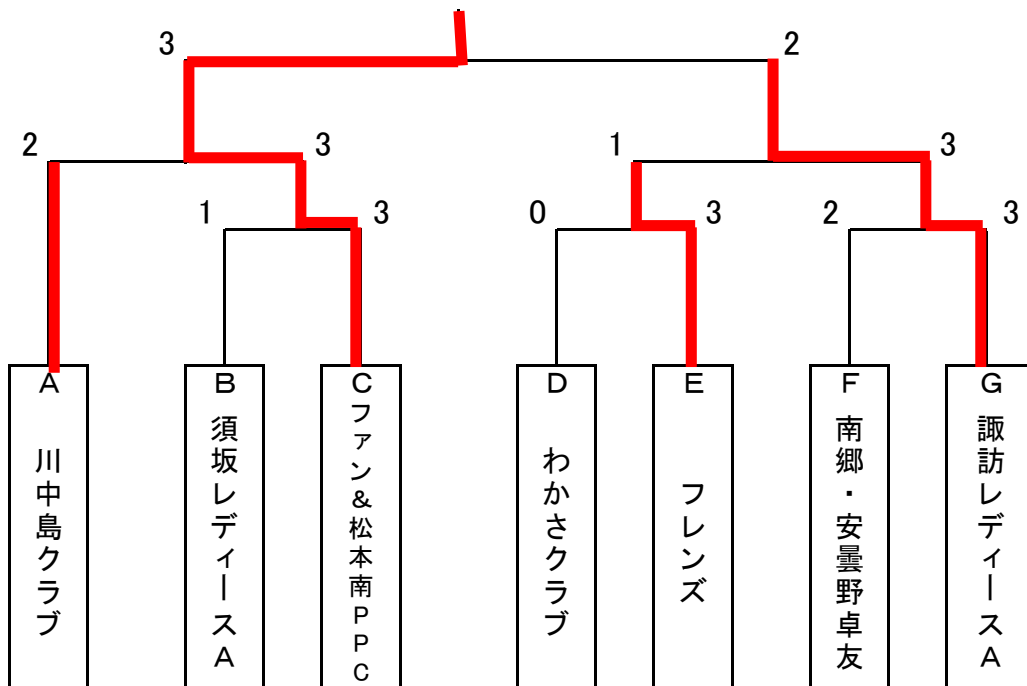 3
2
2
3
1
3
1
3
0
3
2
3
A
川中島クラブ
B
須坂レディースA
C
ファン&松本南PPC
D
わかさクラブ
E
フレンズ
F
南郷・安曇野卓友
G
諏訪レディースA